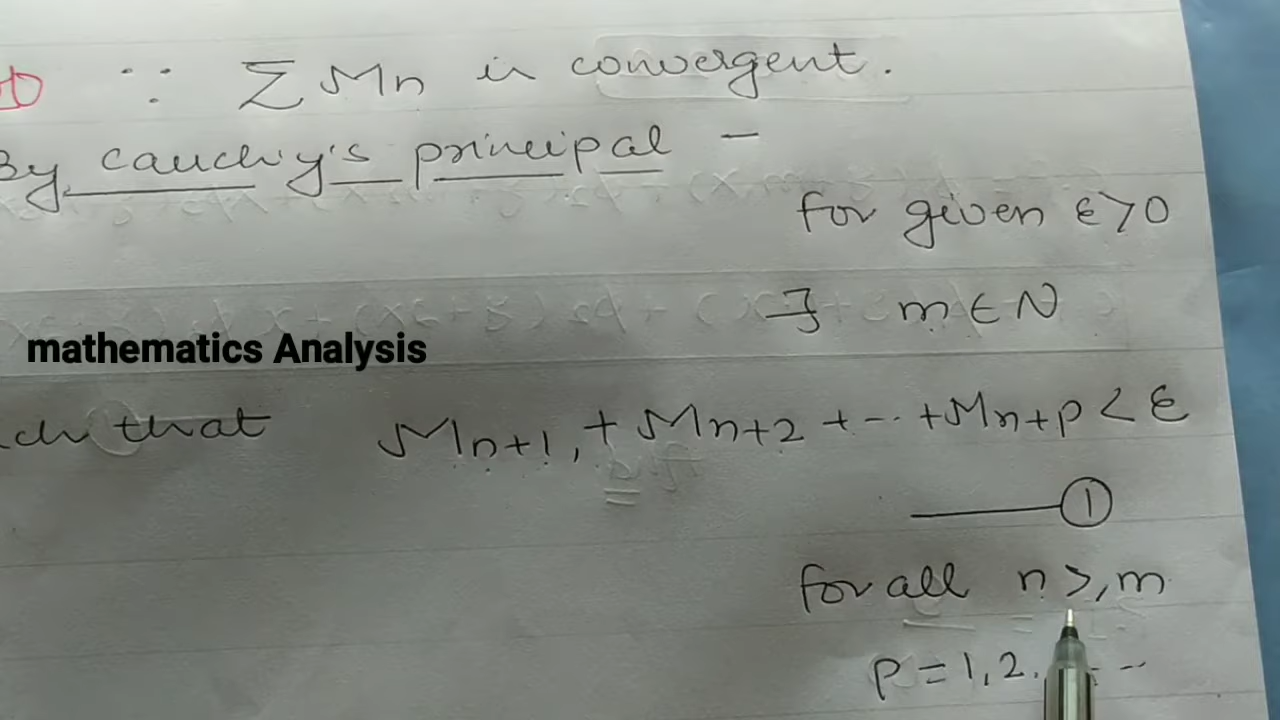 ∵ ΣMn is convergent.
By cauchy's principal -
for given ε>0
∃ m∈N
mathematics Analysis
that Mn+1, + Mn+2 +-- +Mn+p < ε
①
for all n ≥, m
p = 1,2. --